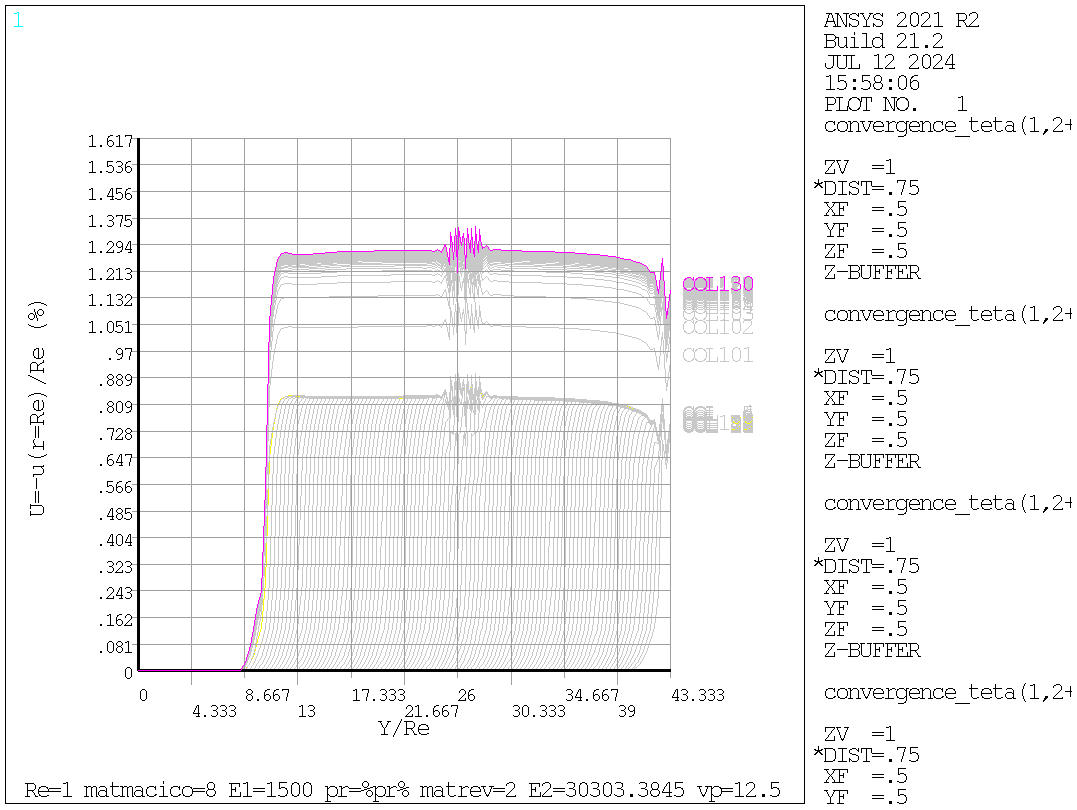 1
ANSYS 2021 R2
Build 21.2
JUL 12 2024
15:58:06
PLOT NO. 1
convergence_teta(1,2+
ZV =1
*DIST=.75
XF =.5
YF =.5
ZF =.5
Z-BUFFER
convergence_teta(1,2+
ZV =1
*DIST=.75
XF =.5
YF =.5
ZF =.5
Z-BUFFER
convergence_teta(1,2+
ZV =1
*DIST=.75
XF =.5
YF =.5
ZF =.5
Z-BUFFER
convergence_teta(1,2+
ZV =1
*DIST=.75
XF =.5
YF =.5
1.617
1.536
1.456
1.375
1.294
1.213
1.132
1.051
.97
.889
.809
.728
.647
.566
.485
.404
.323
.243
.162
.081
0
U=-u(r=Re)/Re (%)
COL130
COL102
COL101
0
8.667
17.333
26
34.667
43.333
4.333
13
21.667
30.333
39
Y/Re
Re=1 matmacico=8 E1=1500 pr=%pr% matrev=2 E2=30303.3845 vp=12.5